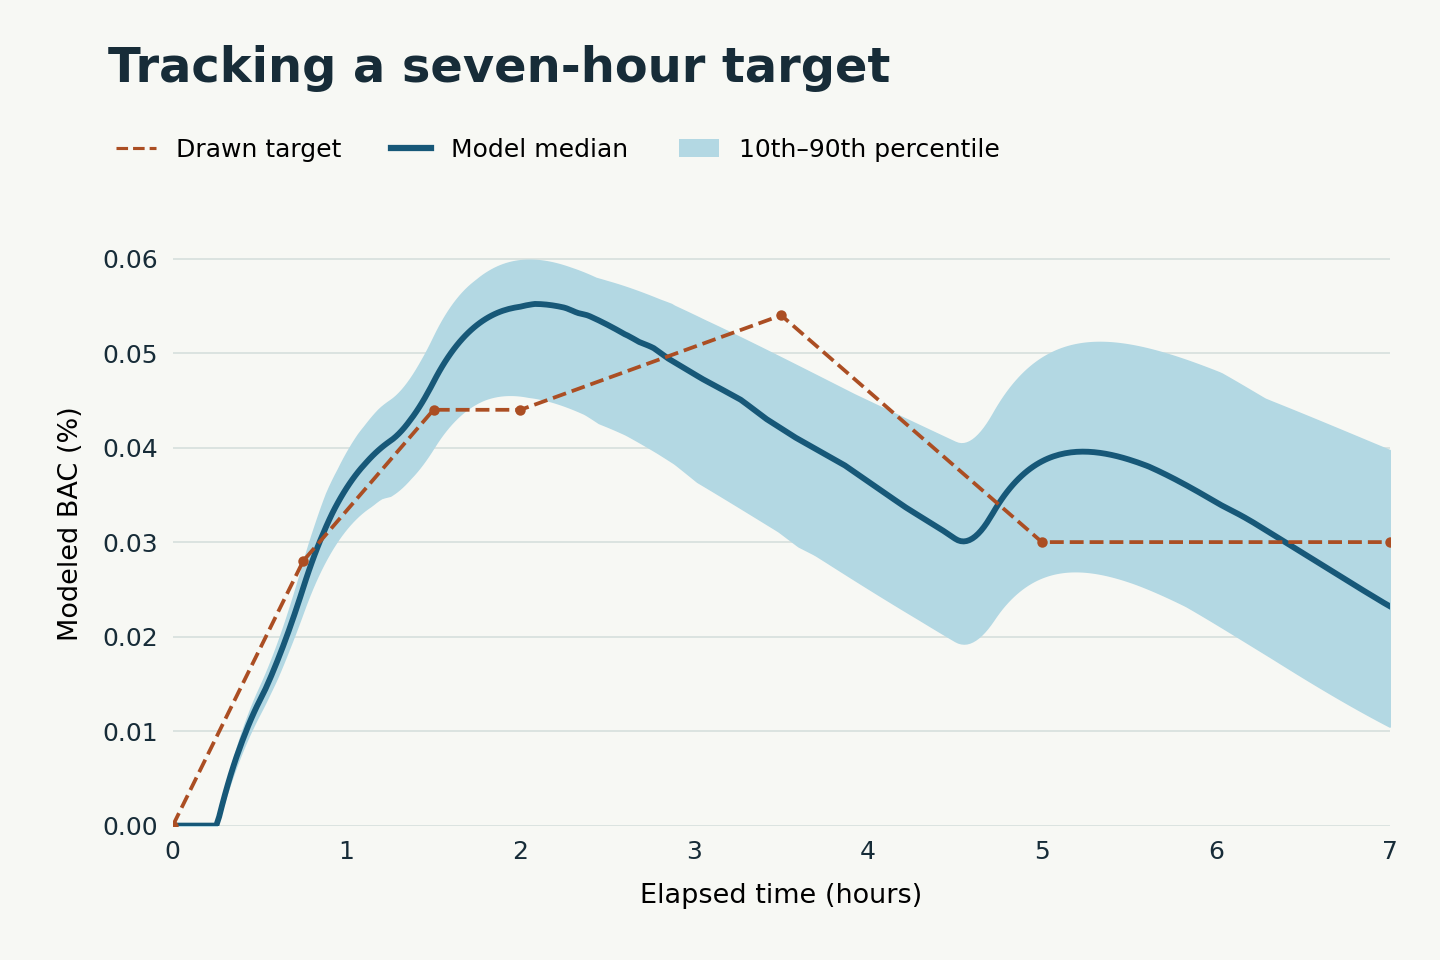 Tracking a seven-hour target
Drawn target
Model median
10th–90th percentile
Modeled BAC (%)
0.06
0.05
0.04
0.03
0.02
0.01
0.00
0 1 2 3 4 5 6 7
Elapsed time (hours)